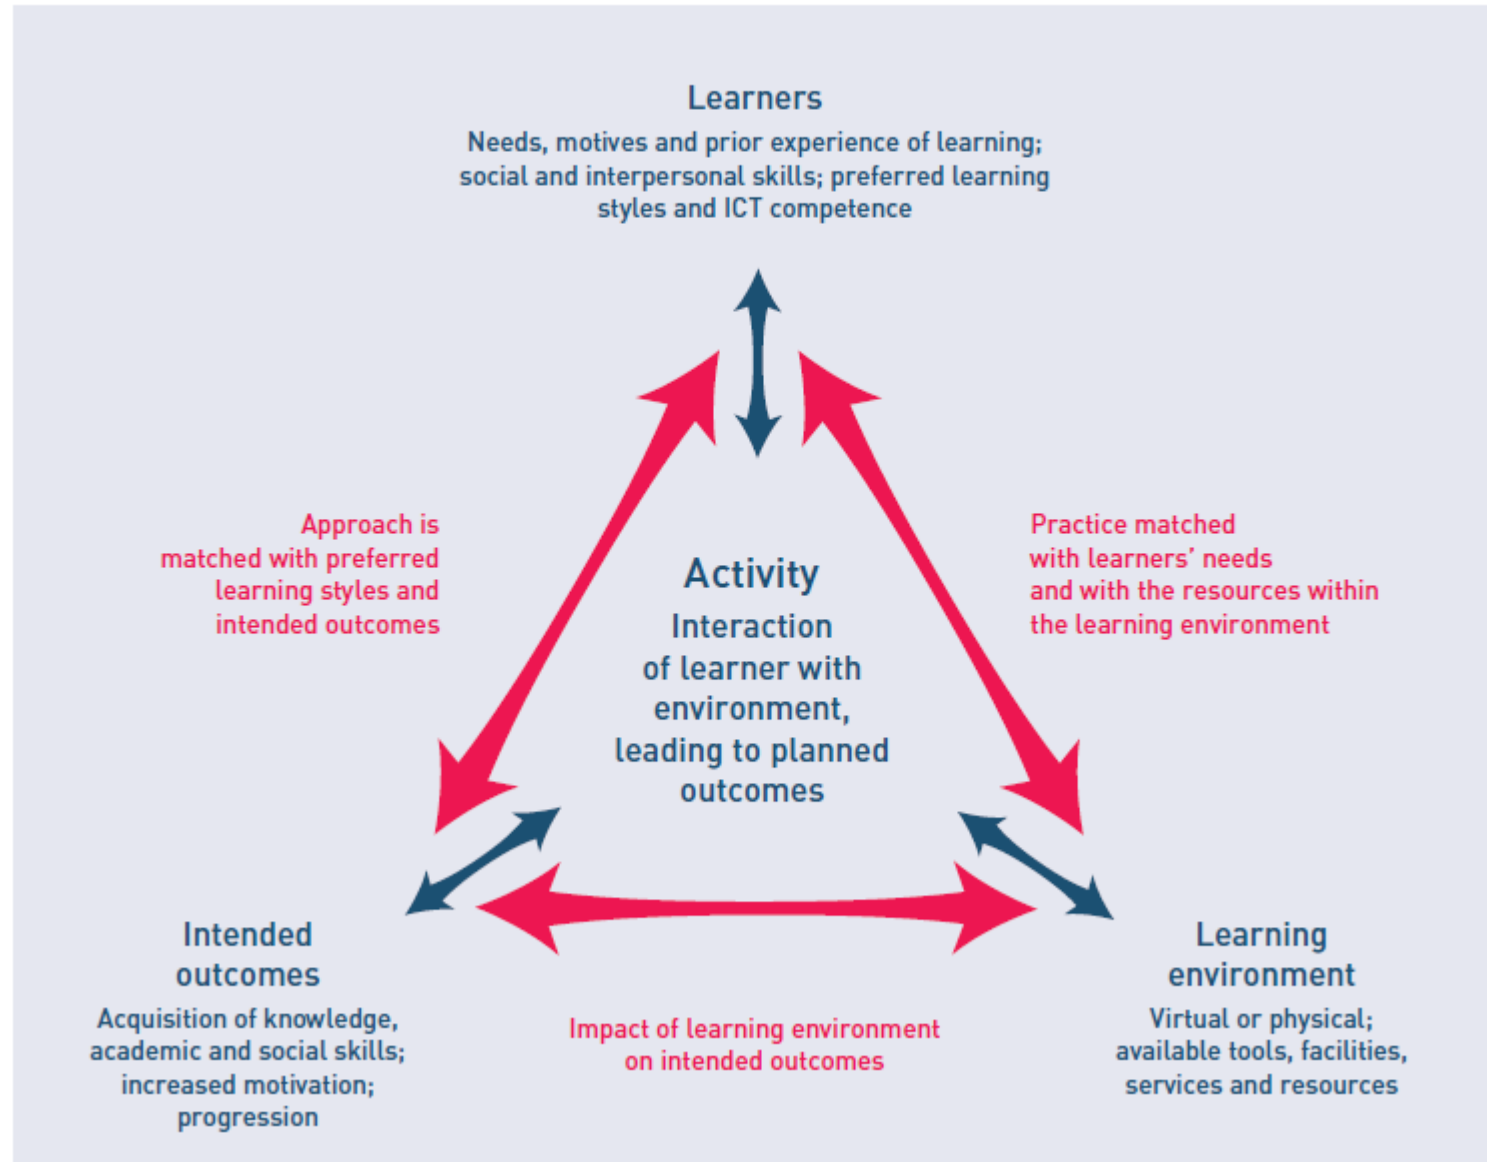 Learners
Needs, motives and prior experience of learning;
social and interpersonal skills; preferred learning
styles and ICT competence
Approach is
matched with preferred
learning styles and
intended outcomes
Activity
Interaction
of learner with
environment,
leading to planned
outcomes
Practice matched
with learners’ needs
and with the resources within
the learning environment
Intended
outcomes
Acquisition of knowledge,
academic and social skills;
increased motivation;
progression
Impact of learning environment
on intended outcomes
Learning
environment
Virtual or physical;
available tools, facilities,
services and resources